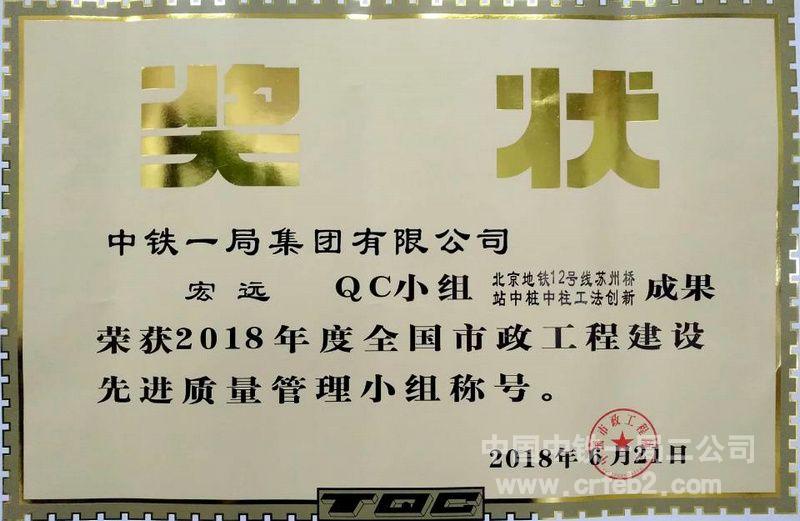 奖 状
中铁一局集团有限公司
宏远 QC小组 北京地铁12号线苏州桥
站中桩中柱工法创新 成果
荣获2018年度全国市政工程建设
先进质量管理小组称号。
2018年6月21日
中国中铁一局二公司
www.crfeb2.com
TQC